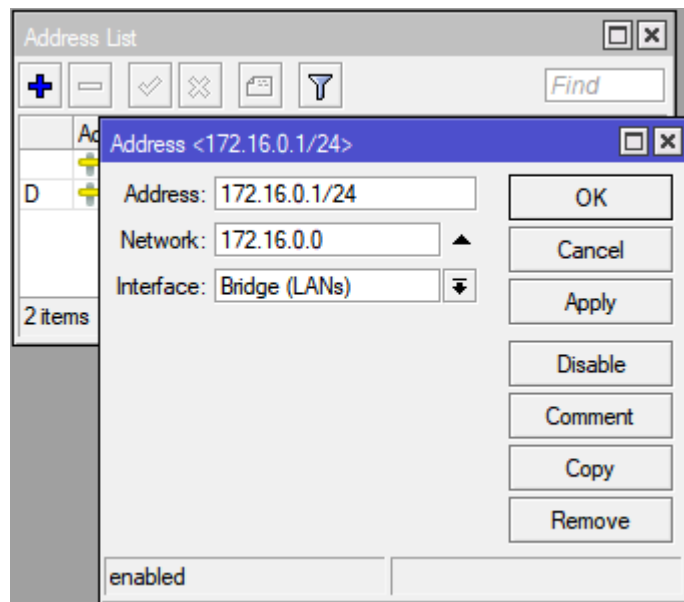 Address List
Find
Address <172.16.0.1/24>
D
Address: 172.16.0.1/24
OK
Network: 172.16.0.0
Cancel
Interface: Bridge (LANs)
Apply
2 items
Disable
Comment
Copy
Remove
enabled